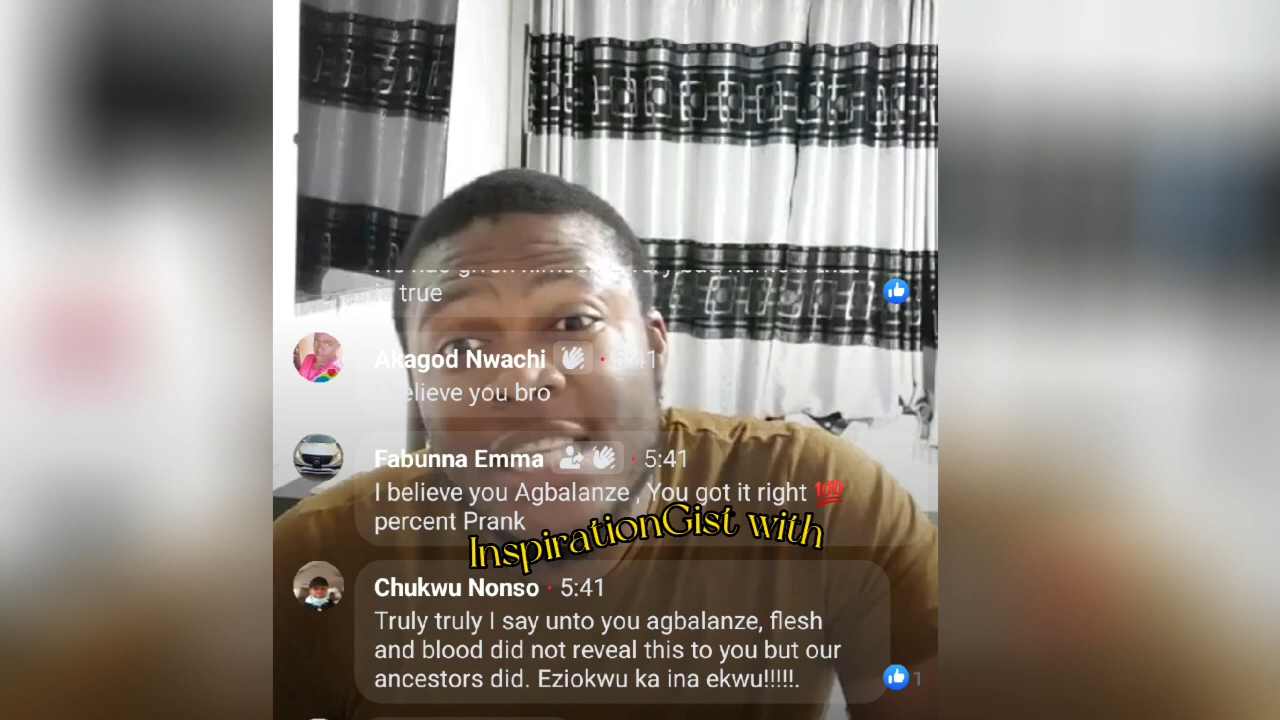 is true
Akagod Nwachi · 5:41
believe you bro
Fabunna Emma · 5:41
I believe you Agbalanze , You got it right 💯
percent Prank
InspirationGist with
Chukwu Nonso · 5:41
Truly truly I say unto you agbalanze, flesh
and blood did not reveal this to you but our
ancestors did. Eziokwu ka ina ekwu!!!!!.
1